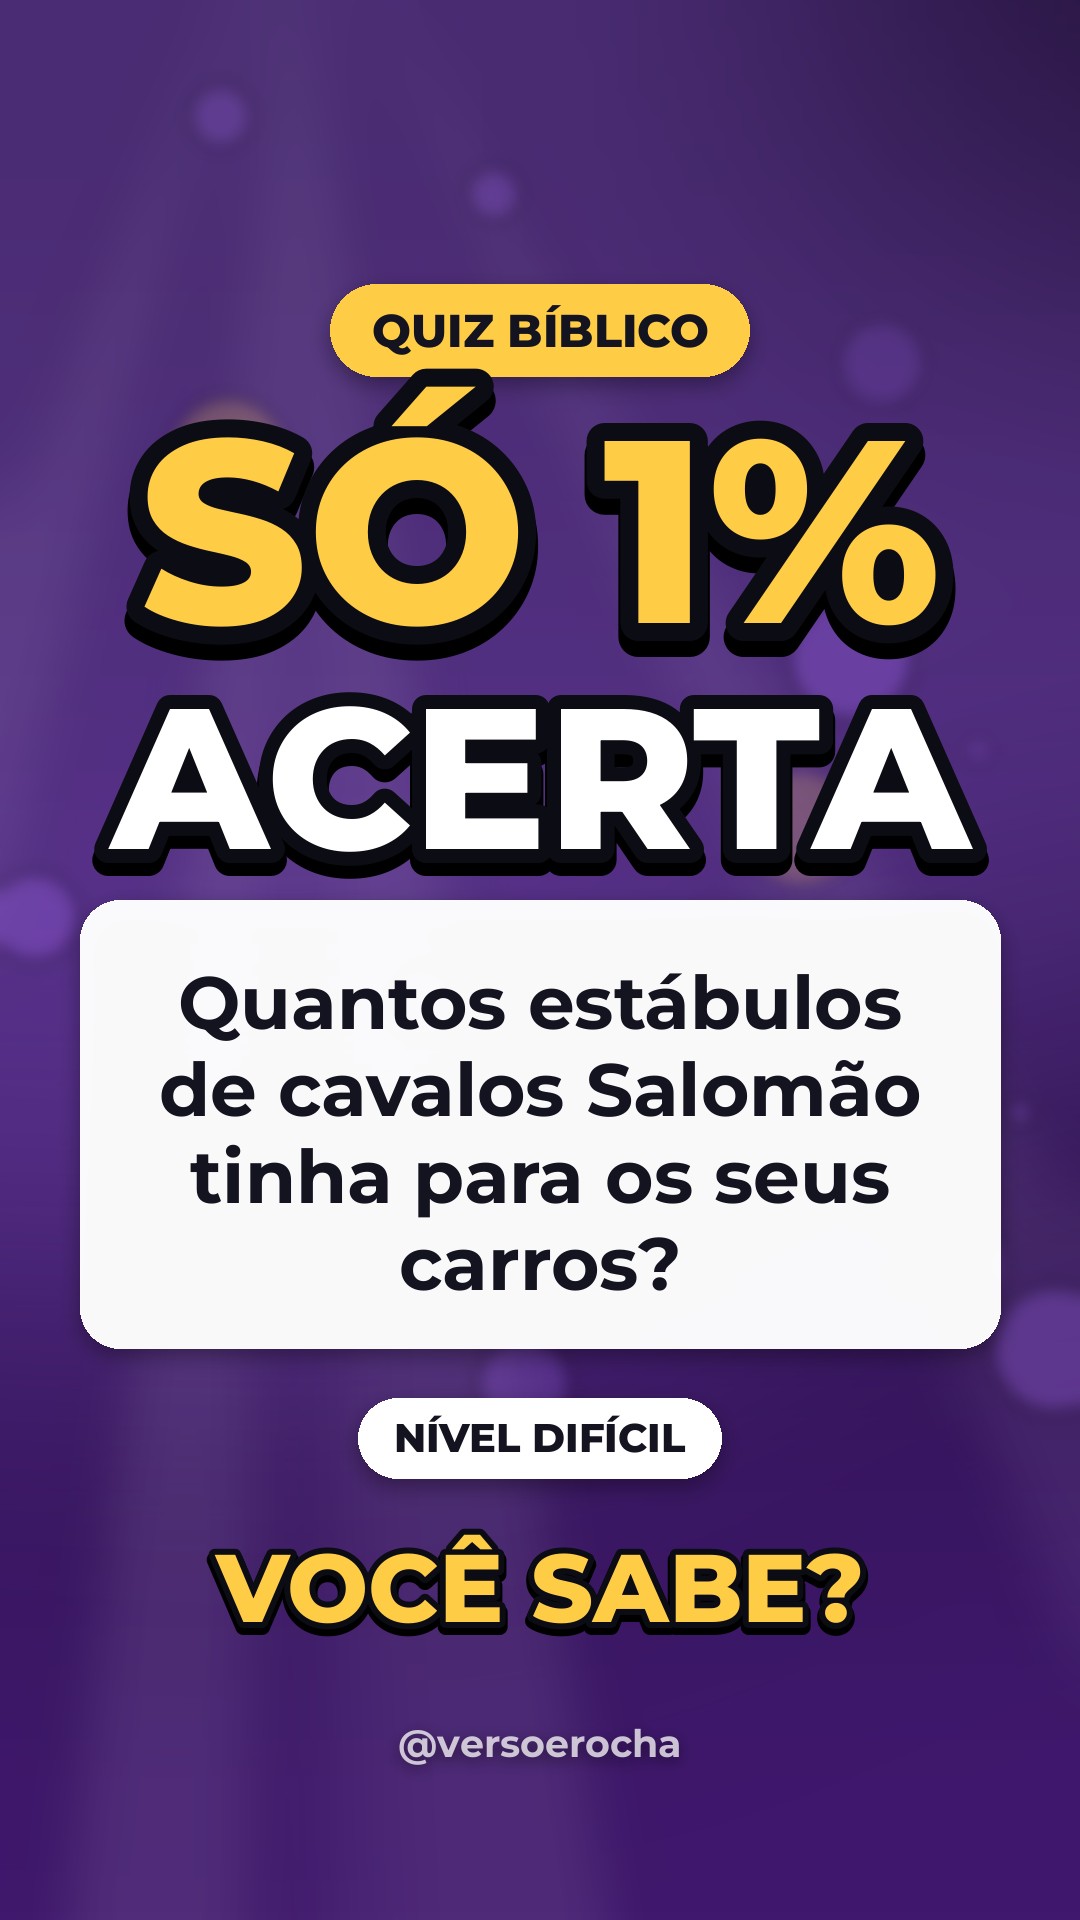 QUIZ BÍBLICO
SÓ 1%
ACERTA
Quantos estábulos
de cavalos Salomão
tinha para os seus
carros?
NÍVEL DIFÍCIL
VOCÊ SABE?
@versoerocha